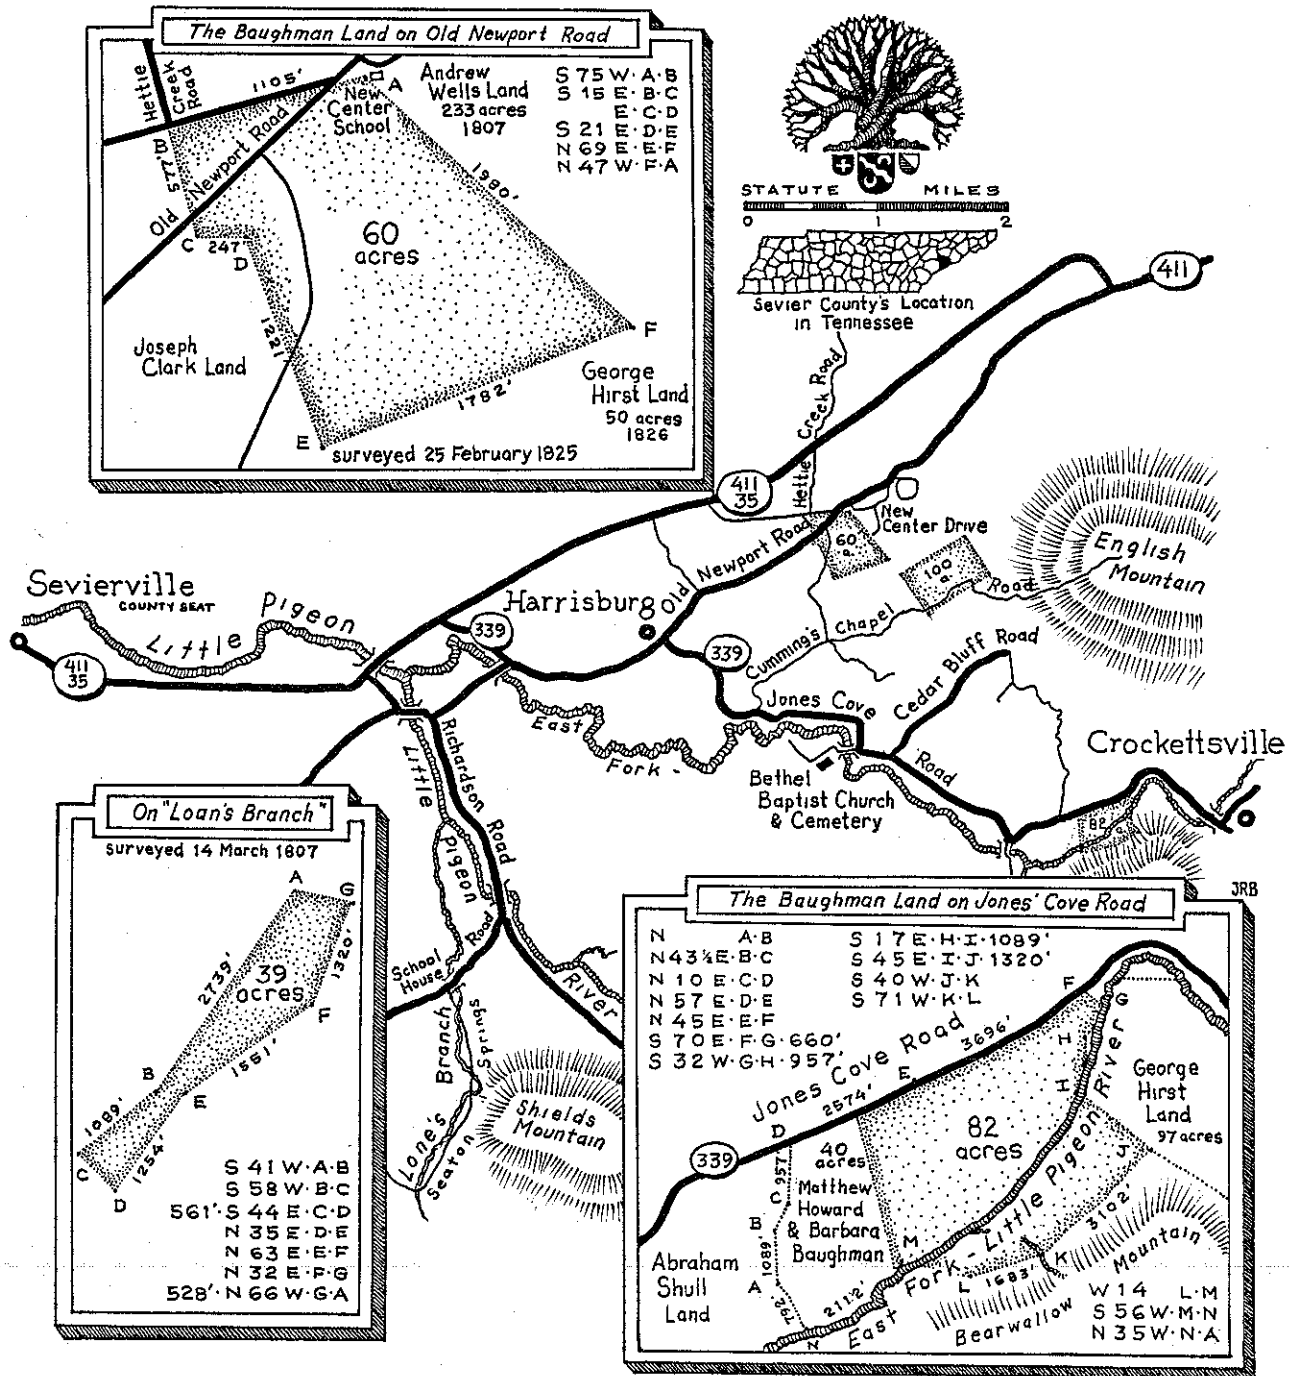 The Baughman Land on Old Newport Road
Hettie
Creek
Road
1105'
A
New
Center
School
Andrew
Wells Land
233 acres
1807
S 75 W·A·B
S 15 E·B·C
E·C·D
S 21 E·D·E
N 69 E·E·F
N 47 W·F·A
577'
B
Old Newport Road
C
247
D
1980'
60
acres
1221'
F
Joseph
Clark Land
George
Hirst Land
50 acres
1826
1782'
E
surveyed 25 February 1825
STATUTE MILES
0 1 2
Sevier County's Location
in Tennessee
411
Hettie Creek Road
411
35
New
Center Drive
60
a.
100
a.
English
Mountain
Sevierville
COUNTY SEAT
Little Pigeon
411
35
339
Harrisburg
Old Newport Road
Cumming's Chapel Road
339
Jones Cove Road
Cedar Bluff Road
East Fork
Crockettsville
Bethel
Baptist Church
& Cemetery
82
a.
Richardson Road
Little Pigeon River
School
House Road
Lone's Branch
Seaton Springs
Shields
Mountain
JRB
On "Loan's Branch"
surveyed 14 March 1807
A
G
2739'
39
acres
1320'
F
1551'
B
E
1089'
1254'
C
D
S 41 W·A·B
S 58 W·B·C
561'·S 44 E·C·D
N 35 E·D·E
N 63 E·E·F
N 32 E·F·G
528'·N 66 W·G·A
The Baughman Land on Jones' Cove Road
N A·B
N 43½ E·B·C
N 10 E·C·D
N 57 E·D·E
N 45 E·E·F
S 70 E·F·G·660'
S 32 W·G·H·957'
S 17 E·H·I·1089'
S 45 E·I·J·1320'
S 40 W·J·K
S 71 W·K·L
F
G
Jones Cove Road
3696'
H
E
2574'
H
D
339
40
acres
82
acres
George
Hirst
Land
97 acres
957'
C
Matthew
Howard
& Barbara
Baughman
B
1089'
J
3102
M
Abraham
Shull
Land
A
792
N
2112'
East Fork - Little Pigeon River
L
1683'
K
Bearwallow Mountain
W 14 L·M
S 56 W·M·N
N 35 W·N·A